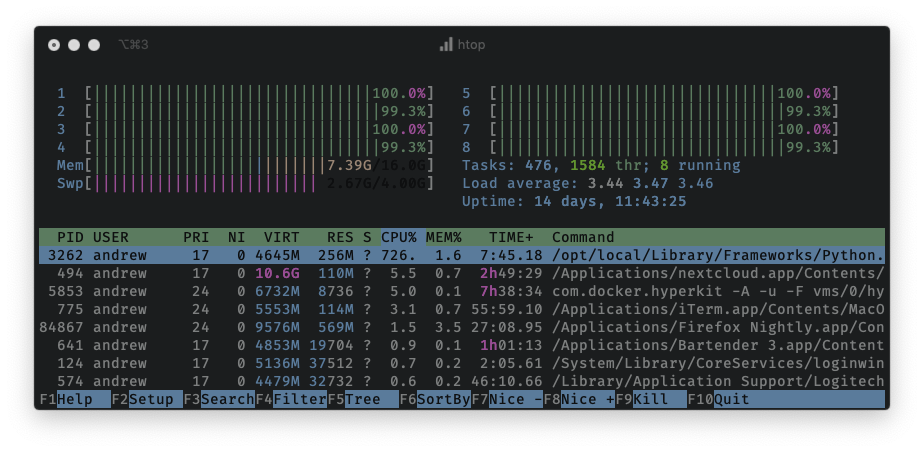 ⌥⌘3 htop
1 [||||||||||||||||||||||||||||||||100.0%] 5 [||||||||||||||||||||||||||||||||100.0%]
2 [|||||||||||||||||||||||||||||||||99.3%] 6 [|||||||||||||||||||||||||||||||||99.3%]
3 [||||||||||||||||||||||||||||||||100.0%] 7 [||||||||||||||||||||||||||||||||100.0%]
4 [|||||||||||||||||||||||||||||||||99.3%] 8 [|||||||||||||||||||||||||||||||||99.3%]
Mem[|||||||||||||||||||||||||||7.39G/16.0G] Tasks: 476, 1584 thr; 8 running
Swp[|||||||||||||||||||||||||| 2.67G/4.00G] Load average: 3.44 3.47 3.46
Uptime: 14 days, 11:43:25
PID USER PRI NI VIRT RES S CPU% MEM% TIME+ Command
3262 andrew 17 0 4645M 256M ? 726. 1.6 7:45.18 /opt/local/Library/Frameworks/Python.
494 andrew 17 0 10.6G 110M ? 5.5 0.7 2h49:29 /Applications/nextcloud.app/Contents/
5853 andrew 24 0 6732M 8736 ? 5.0 0.1 7h38:34 com.docker.hyperkit -A -u -F vms/0/hy
775 andrew 24 0 5553M 114M ? 3.1 0.7 55:59.10 /Applications/iTerm.app/Contents/MacO
84867 andrew 24 0 9576M 569M ? 1.5 3.5 27:08.95 /Applications/Firefox Nightly.app/Con
641 andrew 17 0 4853M 19704 ? 0.9 0.1 1h01:13 /Applications/Bartender 3.app/Content
124 andrew 17 0 5136M 37512 ? 0.7 0.2 2:05.61 /System/Library/CoreServices/loginwin
574 andrew 17 0 4479M 32732 ? 0.6 0.2 46:10.66 /Library/Application Support/Logitech
F1Help F2Setup F3SearchF4FilterF5Tree F6SortByF7Nice -F8Nice +F9Kill F10Quit